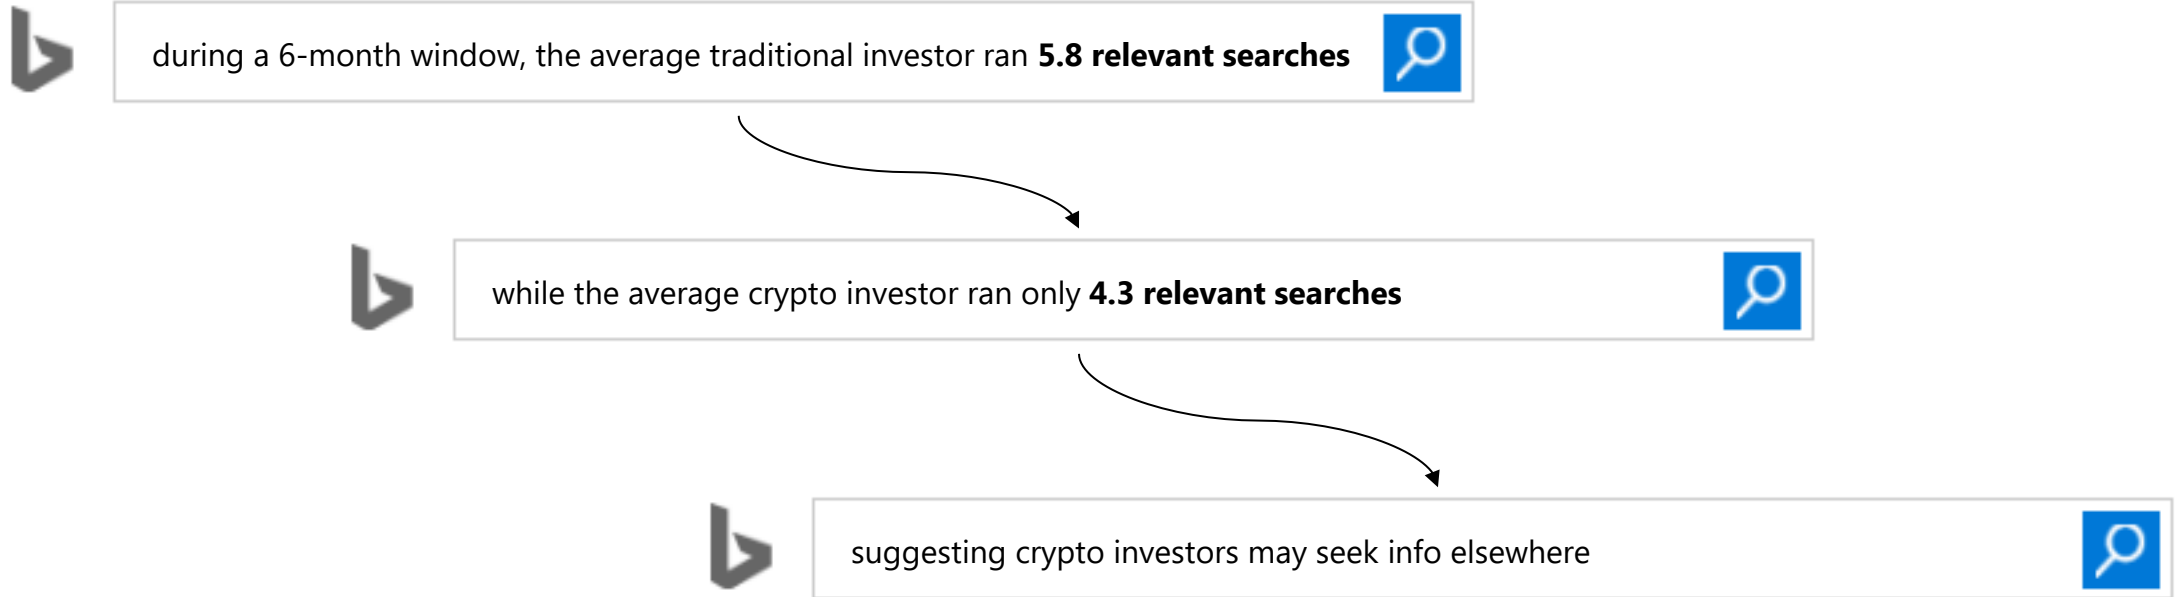 during a 6-month window, the average traditional investor ran 5.8 relevant searches
while the average crypto investor ran only 4.3 relevant searches
suggesting crypto investors may seek info elsewhere